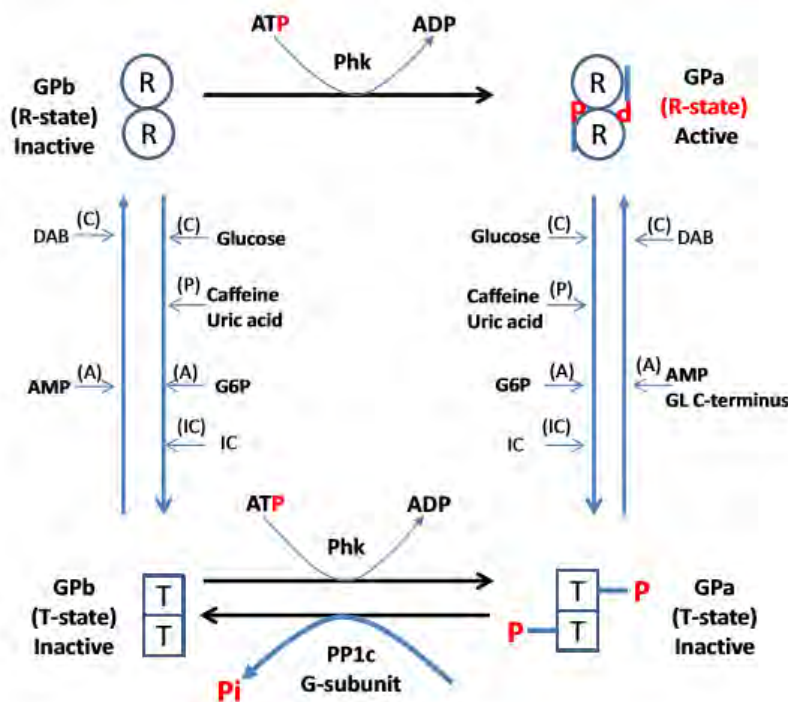 ATP
ADP
Phk
GPb
(R-state)
Inactive
R
R
R
P d
R
GPa
(R-state)
Active
DAB (C)
(C) Glucose
(P) Caffeine
Uric acid
AMP (A)
(A) G6P
(IC) IC
Glucose (C)
(C) DAB
Caffeine (P)
Uric acid
G6P (A)
(A) AMP
GL C-terminus
IC (IC)
ATP
ADP
Phk
GPb
(T-state)
Inactive
T
T
T P
P T
GPa
(T-state)
Inactive
PP1c
G-subunit
Pi